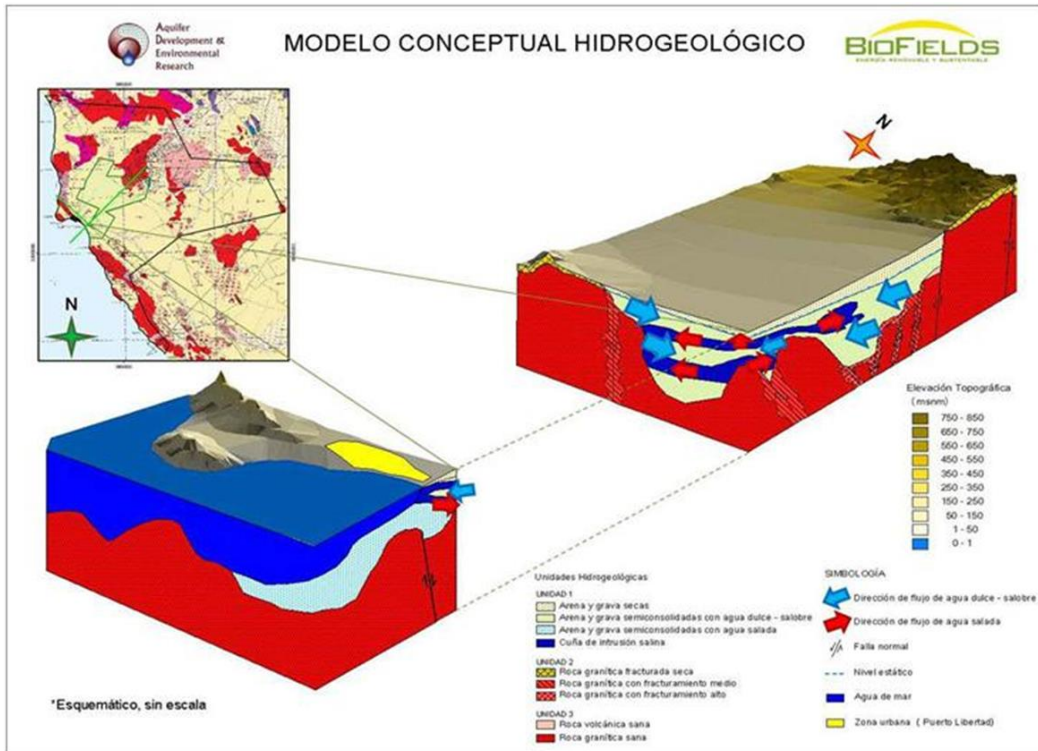 Aquifer
Development &
Environmental
Research
MODELO CONCEPTUAL HIDROGEOLÓGICO
BIOFIELDS
ENERGÍA RENOVABLE Y SUSTENTABLE
N
N
Elevación Topográfica
(msnm)
750 - 850
650 - 750
550 - 650
450 - 550
350 - 450
250 - 350
150 - 250
50 - 150
1 - 50
0 - 1
Unidades Hidrogeológicas
UNIDAD 1
Arena y grava secas
Arena y grava semiconsolidadas con agua dulce - salobre
Arena y grava semiconsolidadas con agua salada
Cuña de intrusión salina
UNIDAD 2
Roca granítica fracturada seca
Roca granítica con fracturamiento medio
Roca granítica con fracturamiento alto
UNIDAD 3
Roca volcánica sana
Roca granítica sana
SIMBOLOGÍA
Dirección de flujo de agua dulce - salobre
Dirección de flujo de agua salada
Falla normal
Nivel estático
Agua de mar
Zona urbana ( Puerto Libertad)
*Esquemático, sin escala